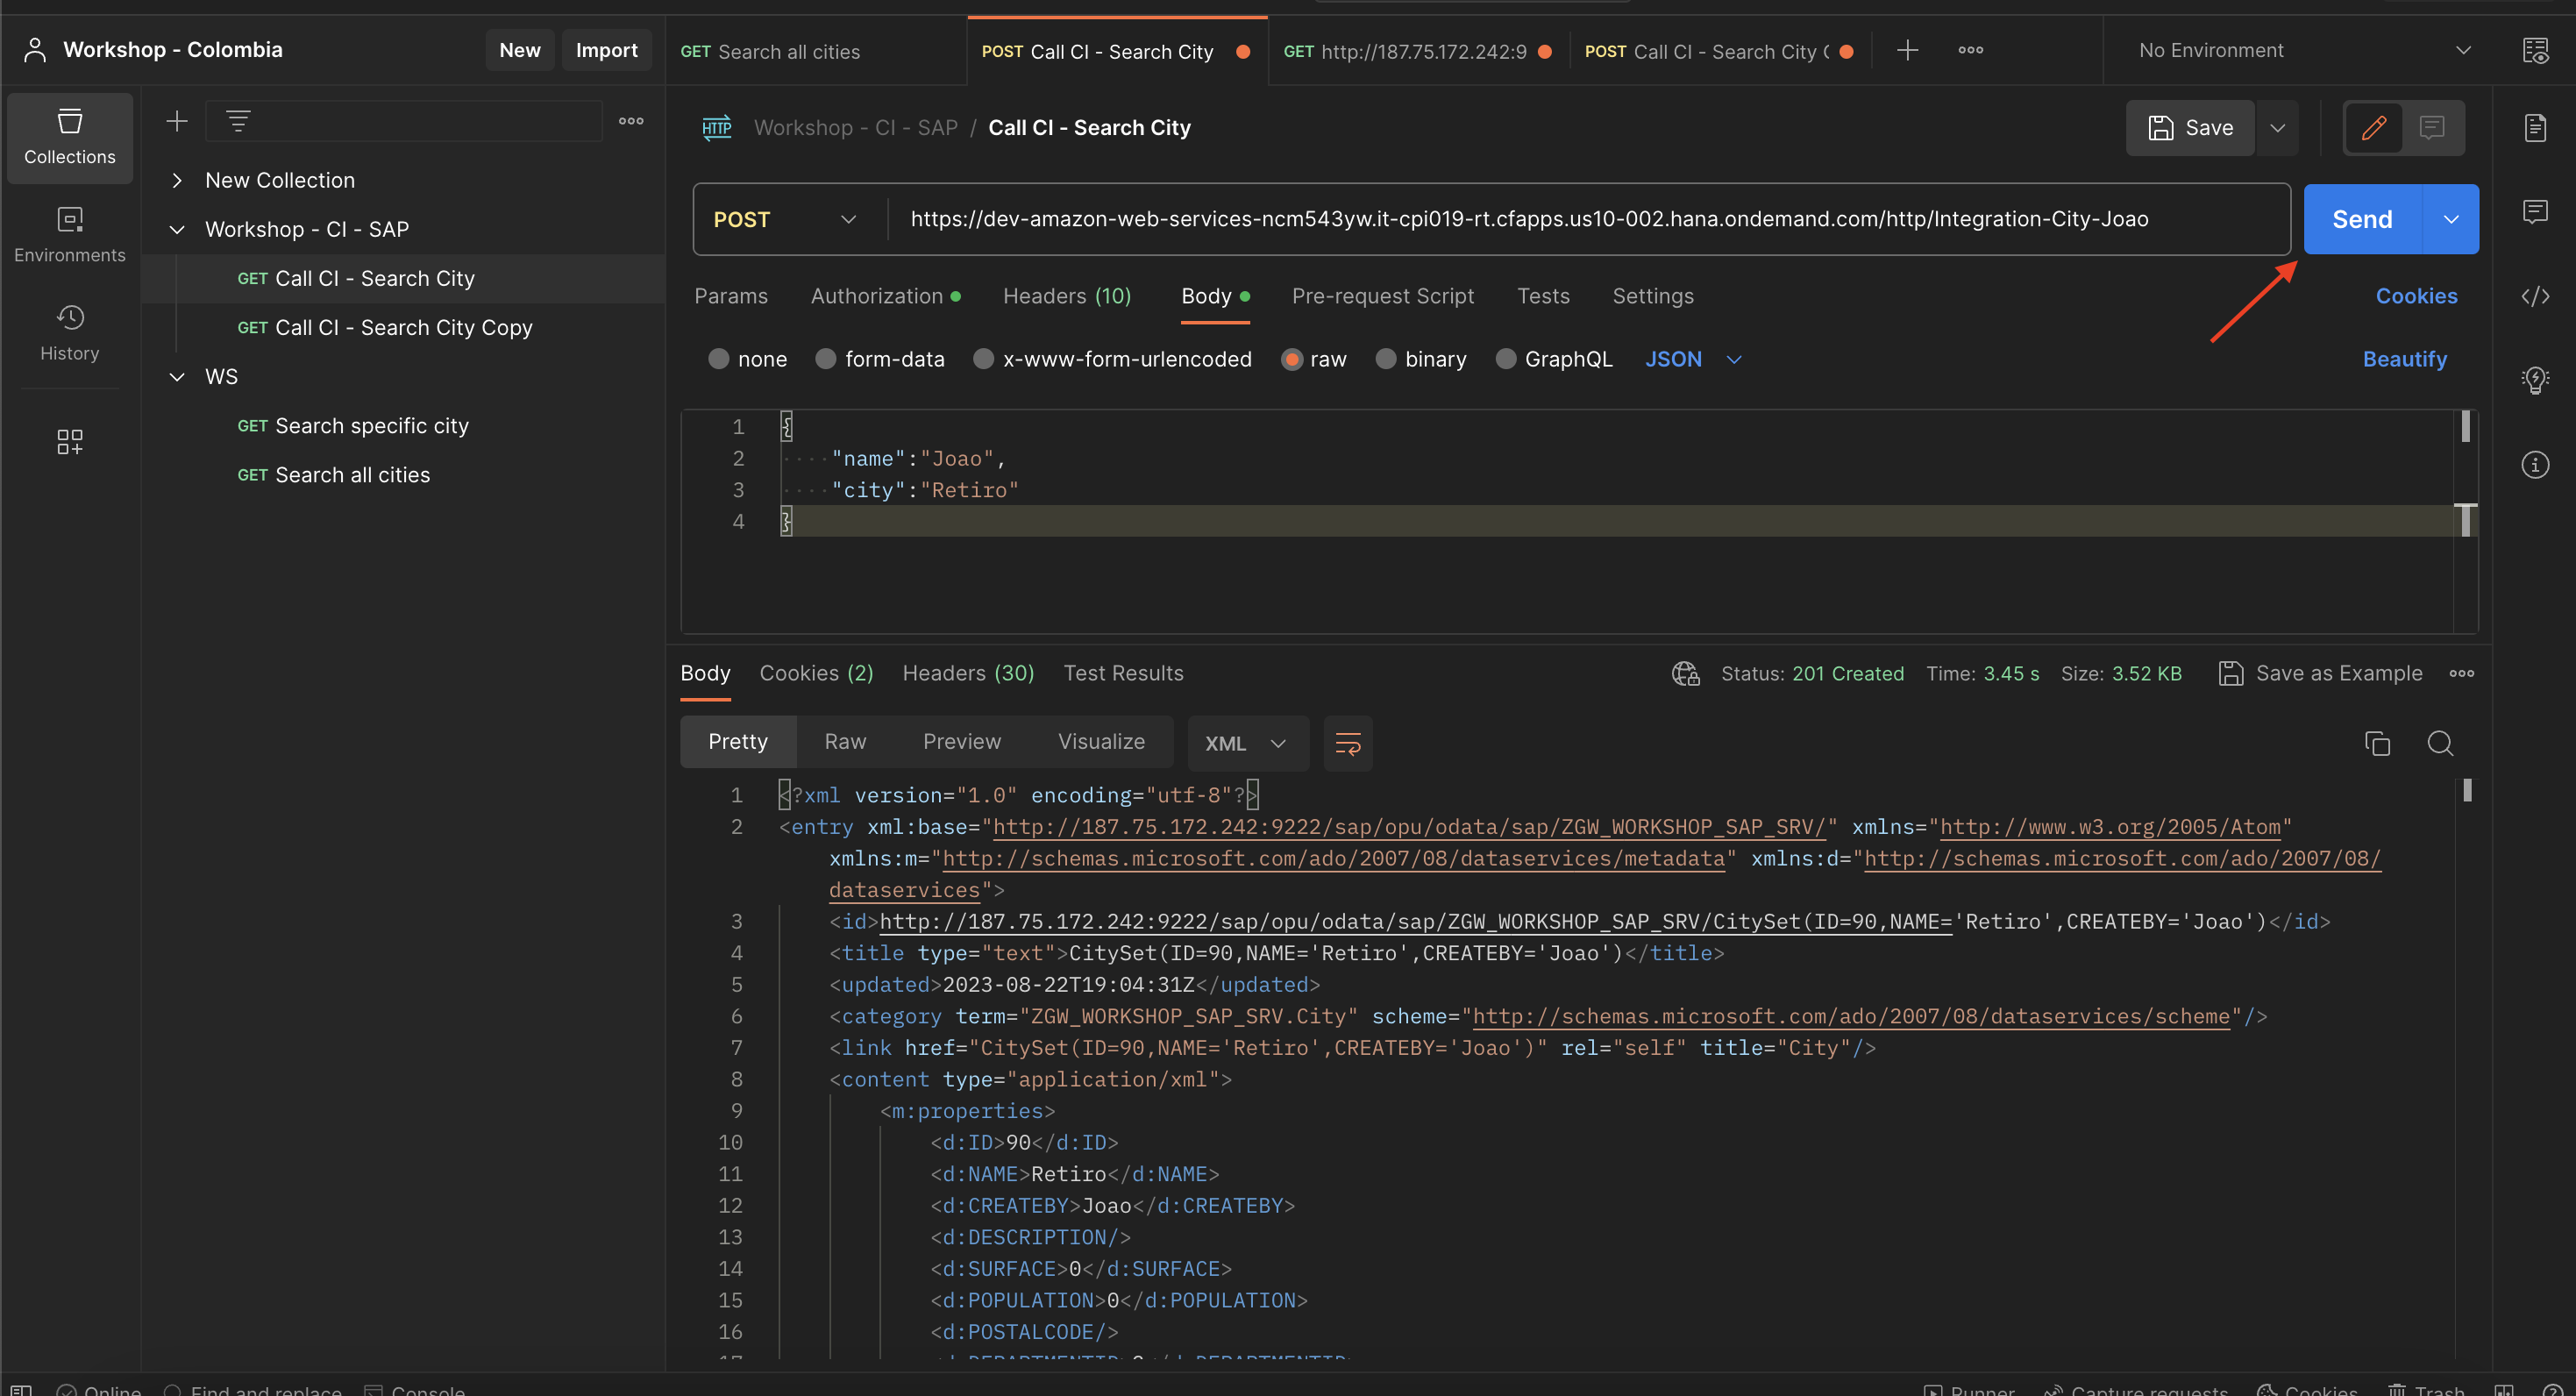 Workshop - Colombia
New
Import
GET Search all cities
POST Call CI - Search City
GET http://187.75.172.242:9
POST Call CI - Search City
No Environment
Collections
Environments
History
New Collection
Workshop - CI - SAP
GET Call CI - Search City
GET Call CI - Search City Copy
WS
GET Search specific city
GET Search all cities
HTTP Workshop - CI - SAP / Call CI - Search City
Save
POST
https://dev-amazon-web-services-ncm543yw.it-cpi019-rt.cfapps.us10-002.hana.ondemand.com/http/Integration-City-Joao
Send
Params Authorization Headers (10) Body Pre-request Script Tests Settings Cookies
none form-data x-www-form-urlencoded raw binary GraphQL JSON Beautify
1 {
2 "name":"Joao",
3 "city":"Retiro"
4 }
Body Cookies (2) Headers (30) Test Results Status: 201 Created Time: 3.45 s Size: 3.52 KB Save as Example
Pretty Raw Preview Visualize XML
1 <?xml version="1.0" encoding="utf-8"?>
2 <entry xml:base="http://187.75.172.242:9222/sap/opu/odata/sap/ZGW_WORKSHOP_SAP_SRV/" xmlns="http://www.w3.org/2005/Atom"
xmlns:m="http://schemas.microsoft.com/ado/2007/08/dataservices/metadata" xmlns:d="http://schemas.microsoft.com/ado/2007/08/
dataservices">
3 <id>http://187.75.172.242:9222/sap/opu/odata/sap/ZGW_WORKSHOP_SAP_SRV/CitySet(ID=90,NAME='Retiro',CREATEBY='Joao')</id>
4 <title type="text">CitySet(ID=90,NAME='Retiro',CREATEBY='Joao')</title>
5 <updated>2023-08-22T19:04:31Z</updated>
6 <category term="ZGW_WORKSHOP_SAP_SRV.City" scheme="http://schemas.microsoft.com/ado/2007/08/dataservices/scheme"/>
7 <link href="CitySet(ID=90,NAME='Retiro',CREATEBY='Joao')" rel="self" title="City"/>
8 <content type="application/xml">
9 <m:properties>
10 <d:ID>90</d:ID>
11 <d:NAME>Retiro</d:NAME>
12 <d:CREATEBY>Joao</d:CREATEBY>
13 <d:DESCRIPTION/>
14 <d:SURFACE>0</d:SURFACE>
15 <d:POPULATION>0</d:POPULATION>
16 <d:POSTALCODE/>
Online Find and replace Console Runner Capture requests Cookies Trash